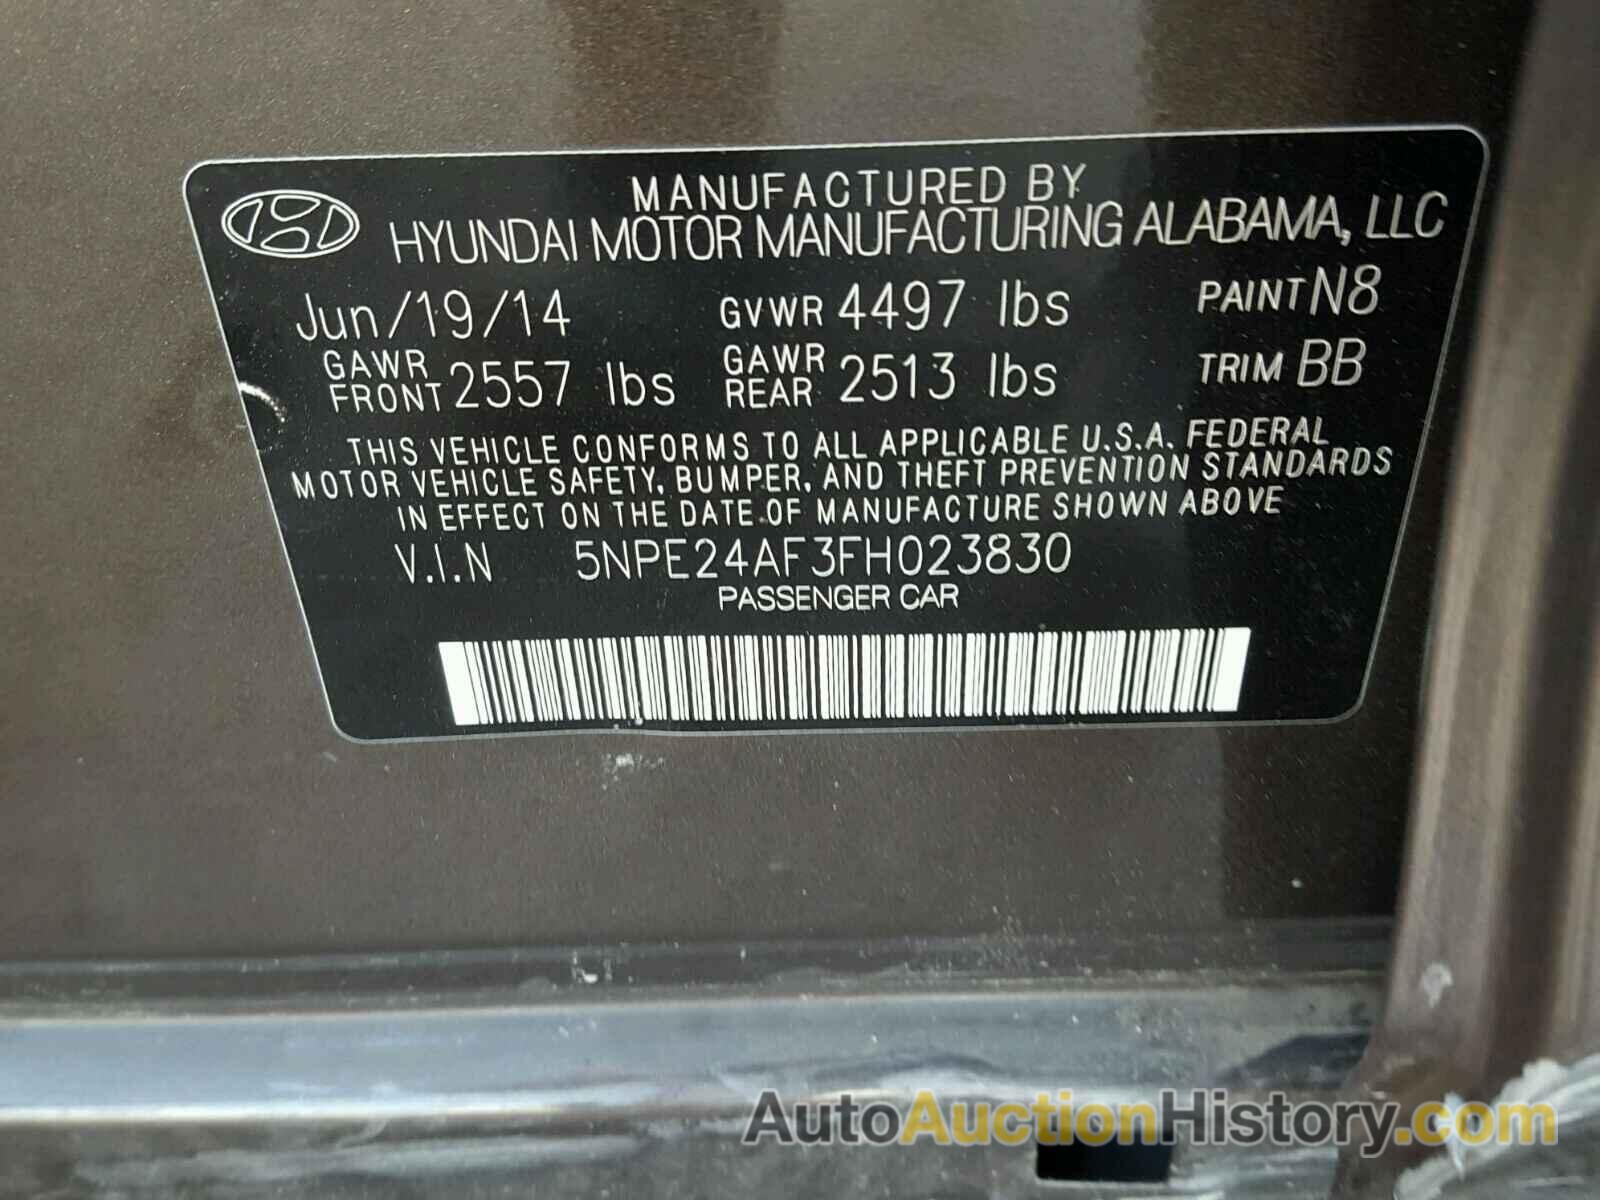 MANUFACTURED BY
HYUNDAI MOTOR MANUFACTURING ALABAMA, LLC
Jun/19/14 GVWR 4497 lbs PAINT N8
GAWR FRONT 2557 lbs GAWR REAR 2513 lbs TRIM BB
THIS VEHICLE CONFORMS TO ALL APPLICABLE U.S.A. FEDERAL
MOTOR VEHICLE SAFETY, BUMPER, AND THEFT PREVENTION STANDARDS
IN EFFECT ON THE DATE OF MANUFACTURE SHOWN ABOVE
V.I.N 5NPE24AF3FH023830
PASSENGER CAR
AutoAuctionHistory.com